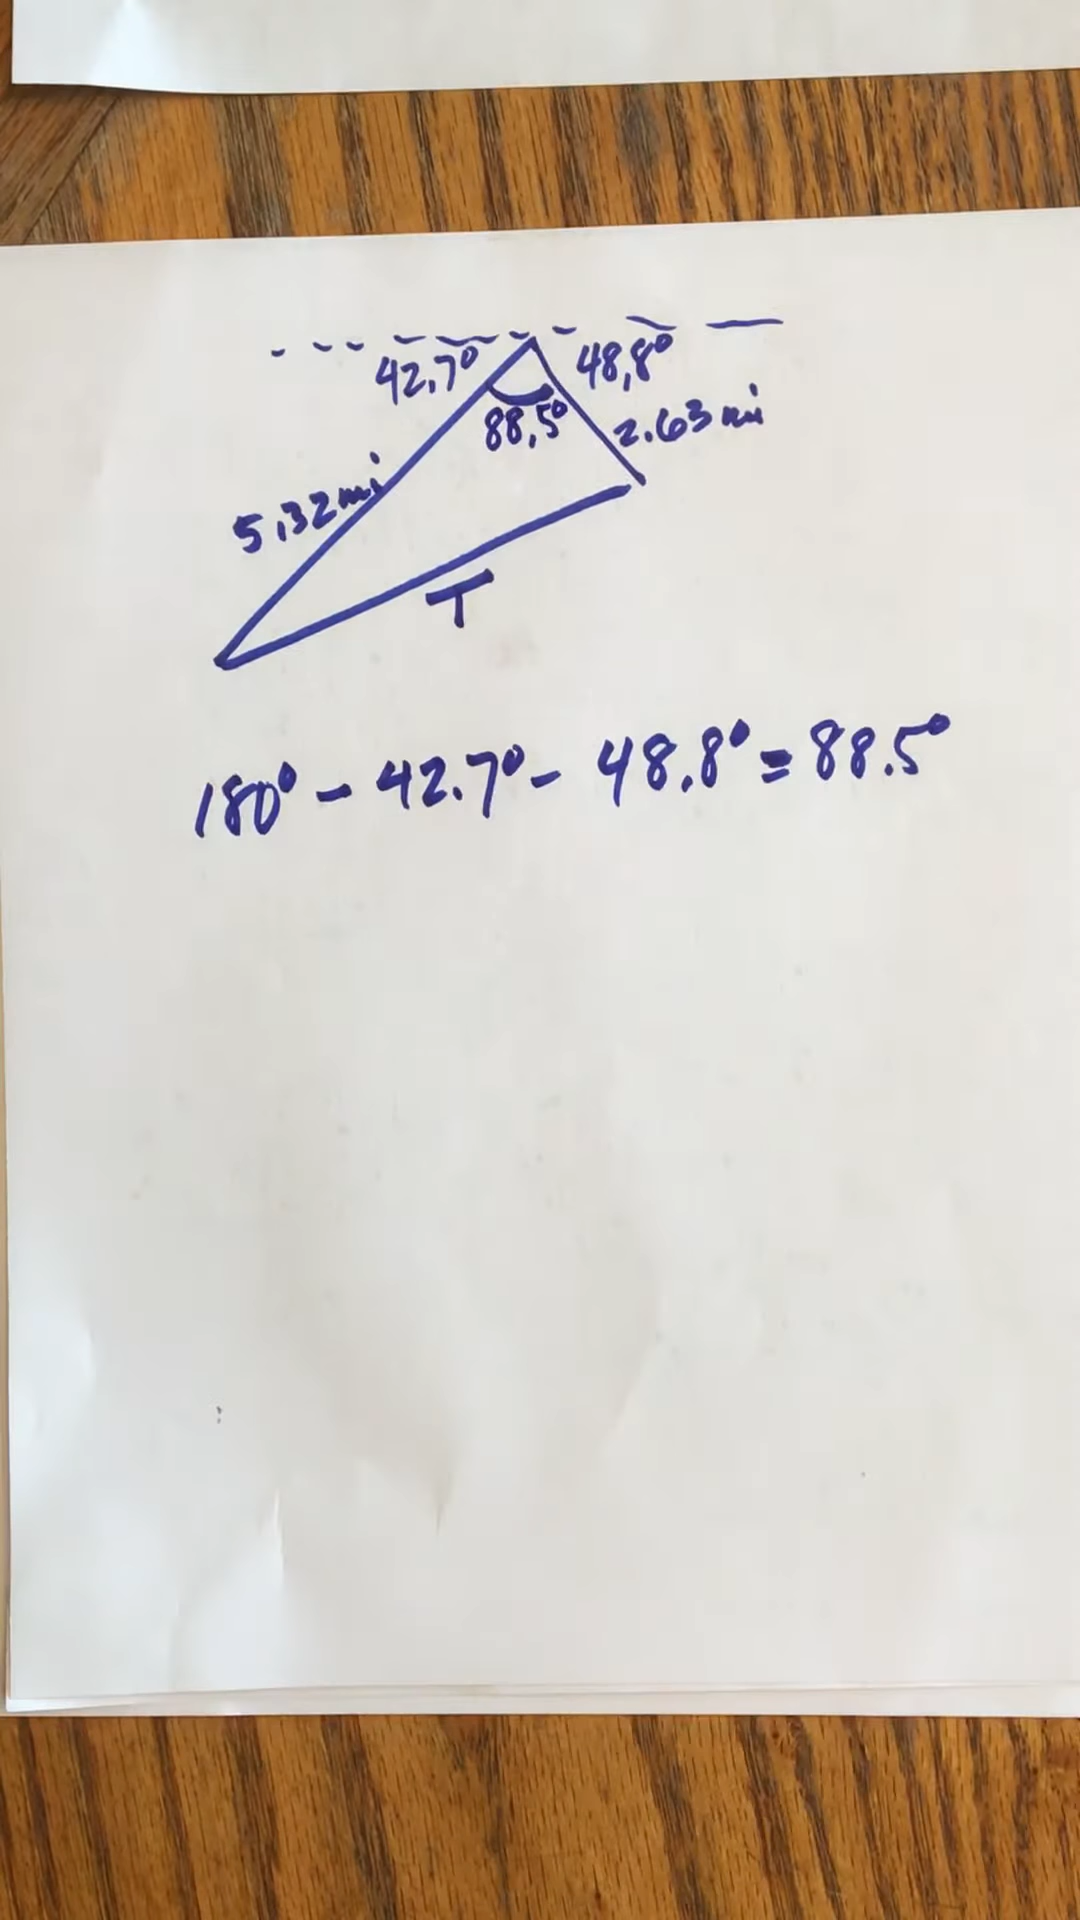 42.7° 48.8°
88.5° 2.63 mi
5.32 mi
T
180° - 42.7° - 48.8° = 88.5°